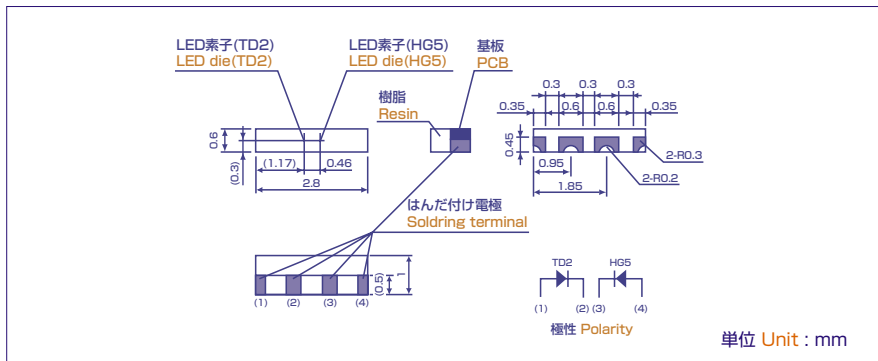 LED素子(TD2)
LED die(TD2)
LED素子(HG5)
LED die(HG5)
基板
PCB
樹脂
Resin
0.3 0.3 0.3
0.35 0.6 0.6 0.35
0.6
(0.3)
(1.17) 0.46
2.8
0.45
0.95
1.85
2-R0.3
2-R0.2
はんだ付け電極
Soldring terminal
(0.5)
1
(1) (2) (3) (4)
TD2 HG5
(1) (2) (3) (4)
極性 Polarity
単位 Unit : mm